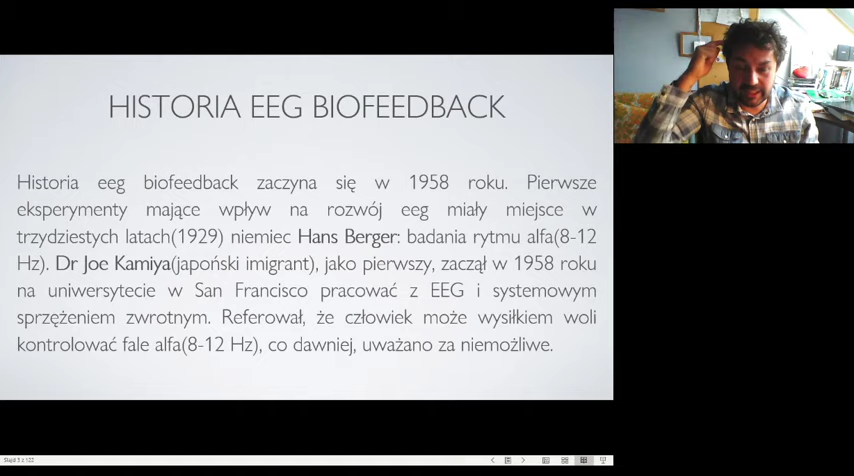 HISTORIA EEG BIOFEEDBACK
Historia eeg biofeedback zaczyna się w 1958 roku. Pierwsze
eksperymenty mające wpływ na rozwój eeg miały miejsce w
trzydziestych latach(1929) niemiec Hans Berger: badania rytmu alfa(8-12
Hz). Dr Joe Kamiya(japoński imigrant), jako pierwszy, zaczął w 1958 roku
na uniwersytecie w San Francisco pracować z EEG i systemowym
sprzężeniem zwrotnym. Referował, że człowiek może wysiłkiem woli
kontrolować fale alfa(8-12 Hz), co dawniej, uważano za niemożliwe.
Slajd 3 z 122